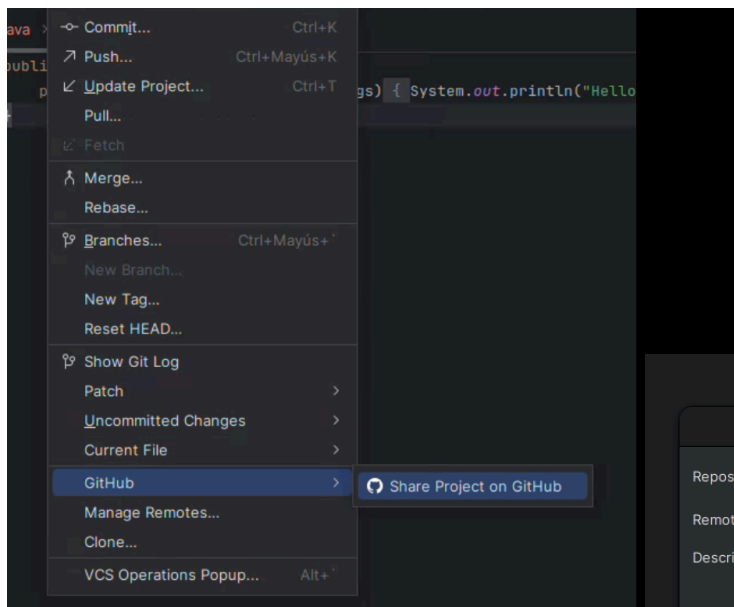 ava
publi
Commit... Ctrl+K
Push... Ctrl+Mayús+K
p
Update Project... Ctrl+T
gs) { System.out.println("Hello
Pull...
Fetch
Merge...
Rebase...
Branches... Ctrl+Mayús+`
New Branch...
New Tag...
Reset HEAD...
Show Git Log
Patch
Uncommitted Changes
Current File
GitHub
Share Project on GitHub
Manage Remotes...
Clone...
VCS Operations Popup... Alt+`
Repos
Remot
Descri